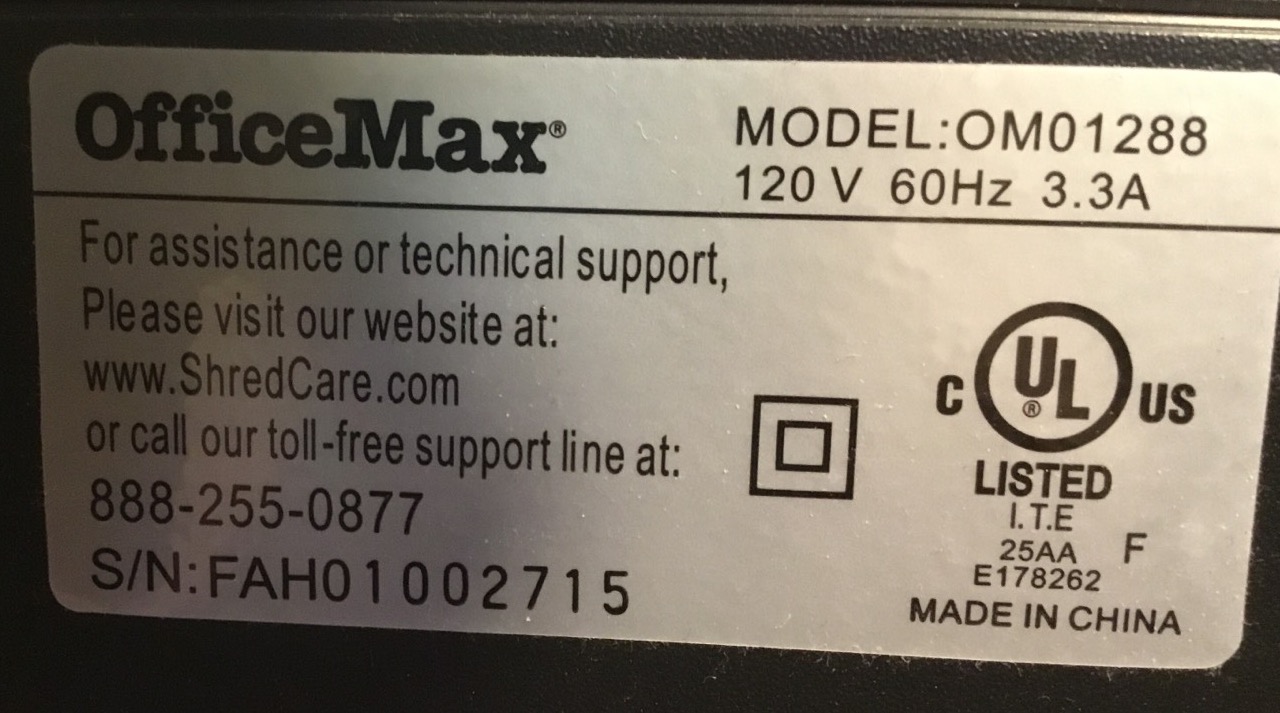 OfficeMax®
MODEL:OM01288
120 V 60Hz 3.3A
For assistance or technical support,
Please visit our website at:
www.ShredCare.com
or call our toll-free support line at:
888-255-0877
S/N:FAH01002715
C UL® US
LISTED
I.T.E
25AA F
E178262
MADE IN CHINA